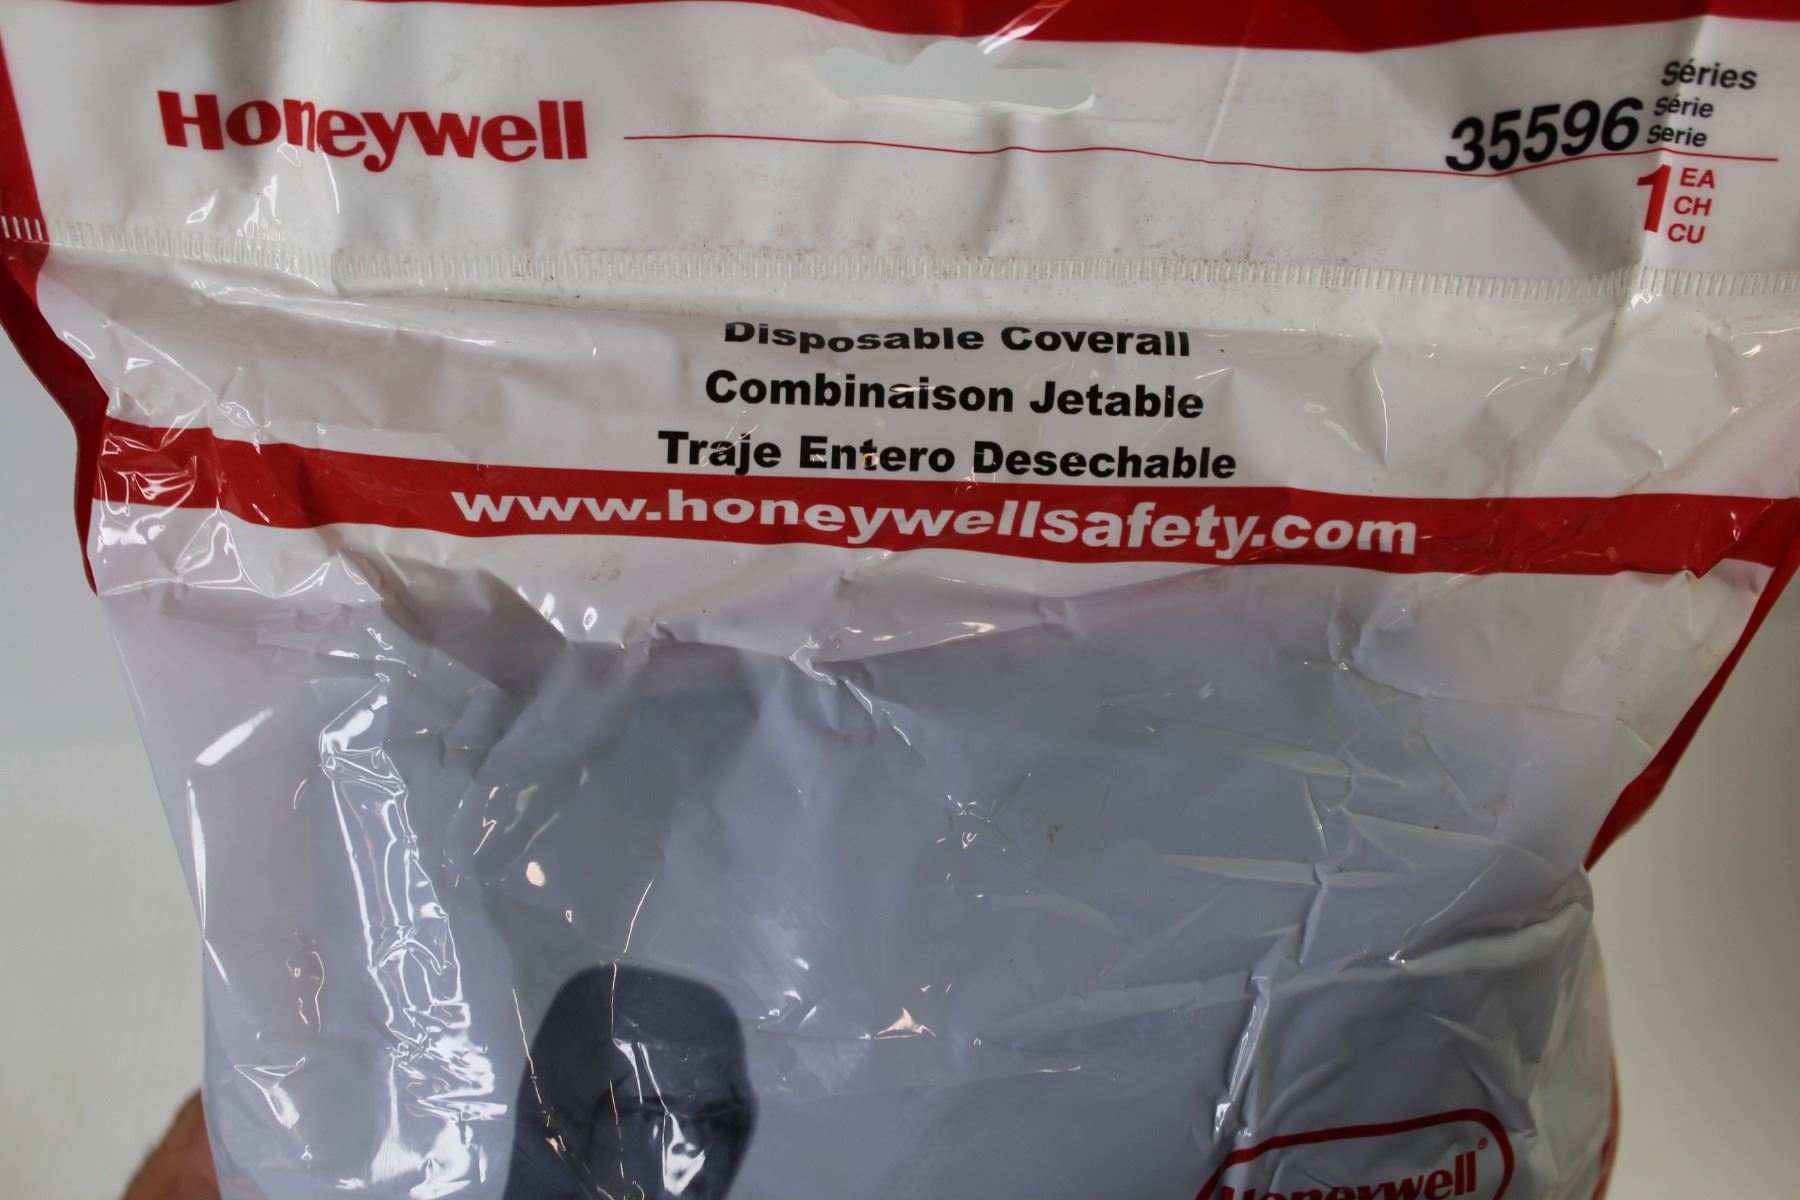 Honeywell
Séries
35596 Série
Serie
1 EA
CH
CU
Disposable Coverall
Combinaison Jetable
Traje Entero Desechable
www.honeywellsafety.com
Honeywell®